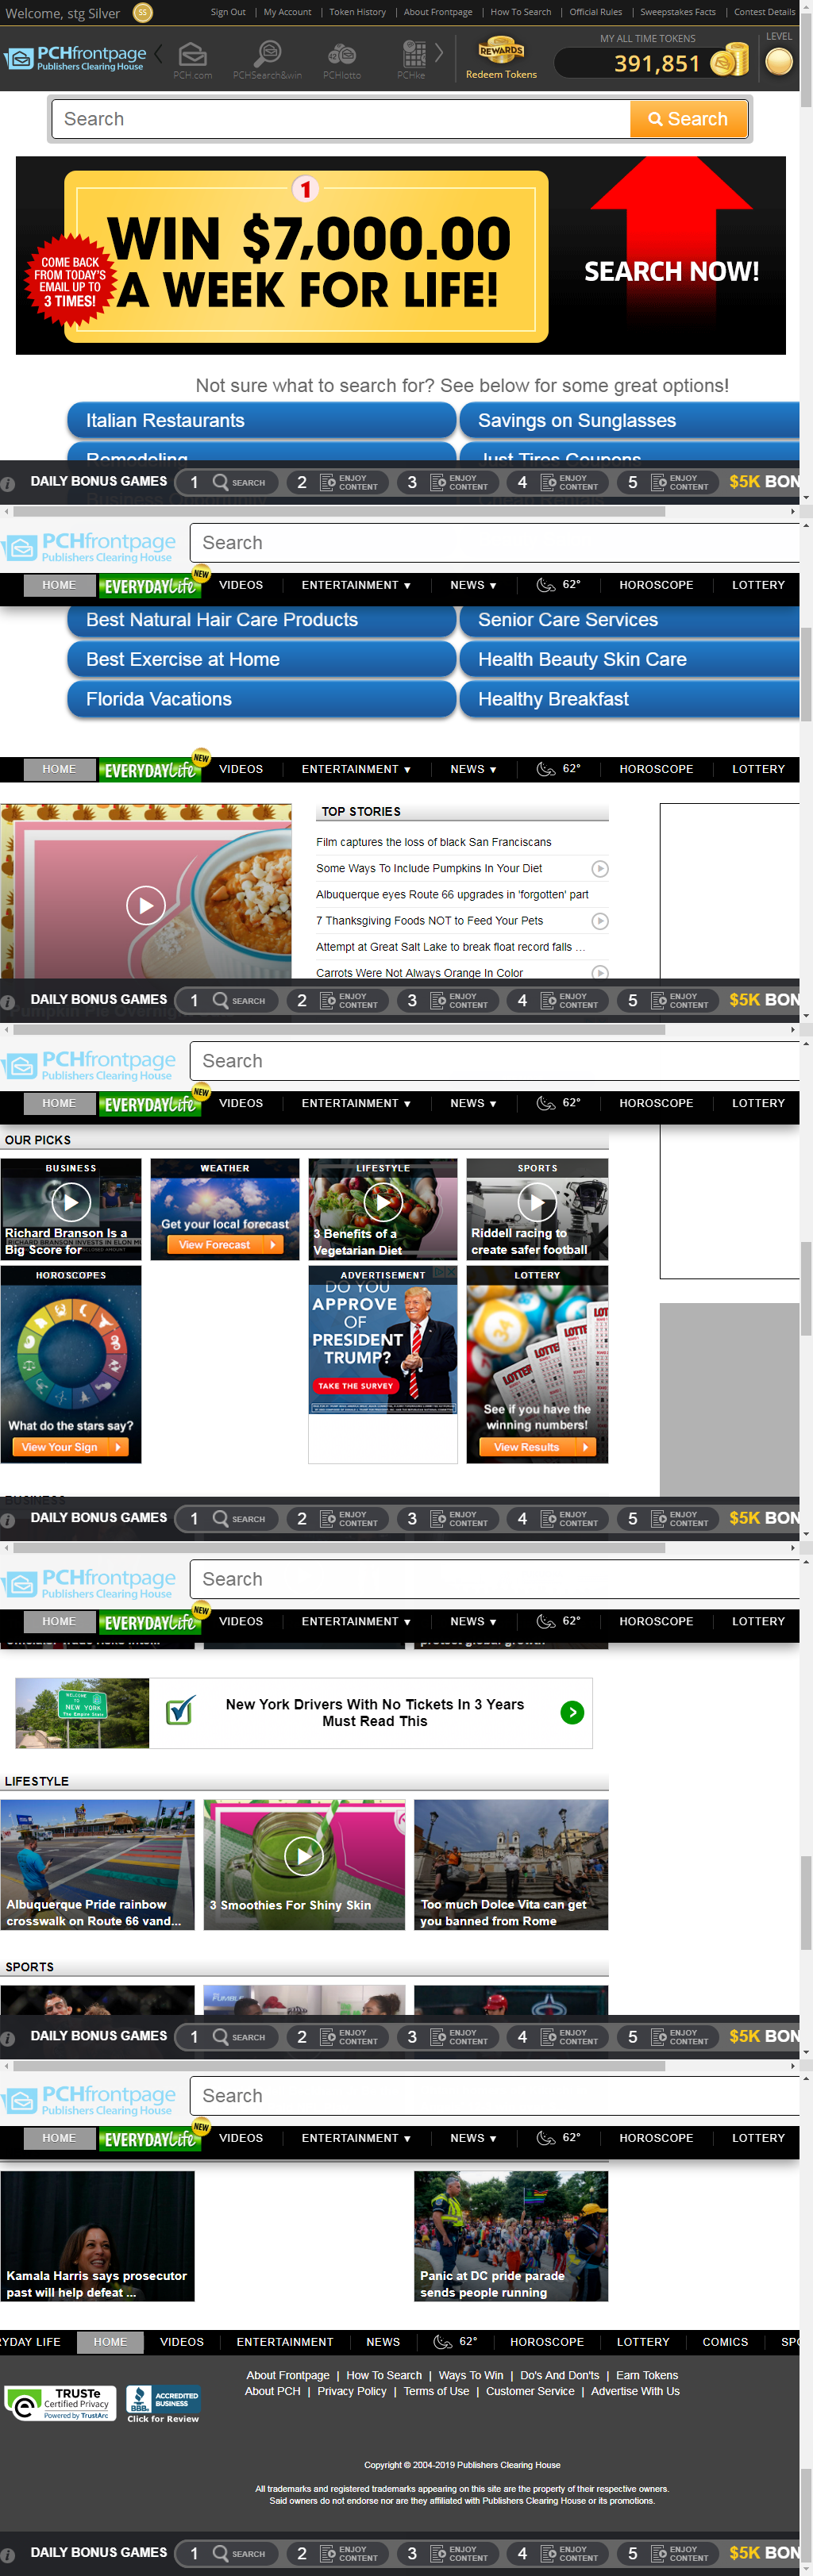 Welcome, stg Silver SS Sign Out | My Account | Token History | About Frontpage | How To Search | Official Rules | Sweepstakes Facts | Contest Details
PCHfrontpage
Publishers Clearing House
PCH.com PCHSearch&win PCHlotto PCHke
REWARDS
Redeem Tokens
MY ALL TIME TOKENS
391,851
LEVEL
Search Search
1
WIN $7,000.00
A WEEK FOR LIFE!
COME BACK
FROM TODAY'S
EMAIL UP TO
3 TIMES!
SEARCH NOW!
Not sure what to search for? See below for some great options!
Italian Restaurants Savings on Sunglasses
Remodeling Just Tires Coupons
Business Opportunity
DAILY BONUS GAMES 1 SEARCH 2 ENJOY CONTENT 3 ENJOY CONTENT 4 ENJOY CONTENT 5 ENJOY CONTENT $5K BON
PCHfrontpage
Publishers Clearing House
Search
HOME EVERYDAY Life NEW VIDEOS ENTERTAINMENT ▼ NEWS ▼ 62° HOROSCOPE LOTTERY
Best Natural Hair Care Products Senior Care Services
Best Exercise at Home Health Beauty Skin Care
Florida Vacations Healthy Breakfast
HOME EVERYDAY Life NEW VIDEOS ENTERTAINMENT ▼ NEWS ▼ 62° HOROSCOPE LOTTERY
TOP STORIES
Film captures the loss of black San Franciscans
Some Ways To Include Pumpkins In Your Diet
Albuquerque eyes Route 66 upgrades in 'forgotten' part
7 Thanksgiving Foods NOT to Feed Your Pets
Attempt at Great Salt Lake to break float record falls ...
Carrots Were Not Always Orange In Color
Pumpkin Pie Overnig
DAILY BONUS GAMES 1 SEARCH 2 ENJOY CONTENT 3 ENJOY CONTENT 4 ENJOY CONTENT 5 ENJOY CONTENT $5K BON
PCHfrontpage
Publishers Clearing House
Search
HOME EVERYDAY Life NEW VIDEOS ENTERTAINMENT ▼ NEWS ▼ 62° HOROSCOPE LOTTERY
OUR PICKS
BUSINESS
Richard Branson Is a
Big Score for
WEATHER
Get your local forecast
View Forecast
LIFESTYLE
3 Benefits of a
Vegetarian Diet
SPORTS
Riddell racing to
create safer football
HOROSCOPES
What do the stars say?
View Your Sign
ADVERTISEMENT
DO YOU
APPROVE
OF
PRESIDENT
TRUMP?
TAKE THE SURVEY
LOTTERY
See if you have the
winning numbers!
View Results
BUSINESS
DAILY BONUS GAMES 1 SEARCH 2 ENJOY CONTENT 3 ENJOY CONTENT 4 ENJOY CONTENT 5 ENJOY CONTENT $5K BON
PCHfrontpage
Publishers Clearing House
Search
HOME EVERYDAY Life NEW VIDEOS ENTERTAINMENT ▼ NEWS ▼ 62° HOROSCOPE LOTTERY
WELCOME TO
NEW YORK
The Empire State
New York Drivers With No Tickets In 3 Years
Must Read This
LIFESTYLE
Albuquerque Pride rainbow
crosswalk on Route 66 vand...
3 Smoothies For Shiny Skin
Too much Dolce Vita can get
you banned from Rome
SPORTS
DAILY BONUS GAMES 1 SEARCH 2 ENJOY CONTENT 3 ENJOY CONTENT 4 ENJOY CONTENT 5 ENJOY CONTENT $5K BON
PCHfrontpage
Publishers Clearing House
Search
HOME EVERYDAY Life NEW VIDEOS ENTERTAINMENT ▼ NEWS ▼ 62° HOROSCOPE LOTTERY
Kamala Harris says prosecutor
past will help defeat ...
Panic at DC pride parade
sends people running
RYDAY LIFE HOME VIDEOS ENTERTAINMENT NEWS 62° HOROSCOPE LOTTERY COMICS SPO
About Frontpage | How To Search | Ways To Win | Do's And Don'ts | Earn Tokens
About PCH | Privacy Policy | Terms of Use | Customer Service | Advertise With Us
TRUSTe
Certified Privacy
Powered by TrustArc
BBB
ACCREDITED
BUSINESS
Click for Review
Copyright © 2004-2019 Publishers Clearing House
All trademarks and registered trademarks appearing on this site are the property of their respective owners.
Said owners do not endorse nor are they affiliated with Publishers Clearing House or its promotions.
DAILY BONUS GAMES 1 SEARCH 2 ENJOY CONTENT 3 ENJOY CONTENT 4 ENJOY CONTENT 5 ENJOY CONTENT $5K BON